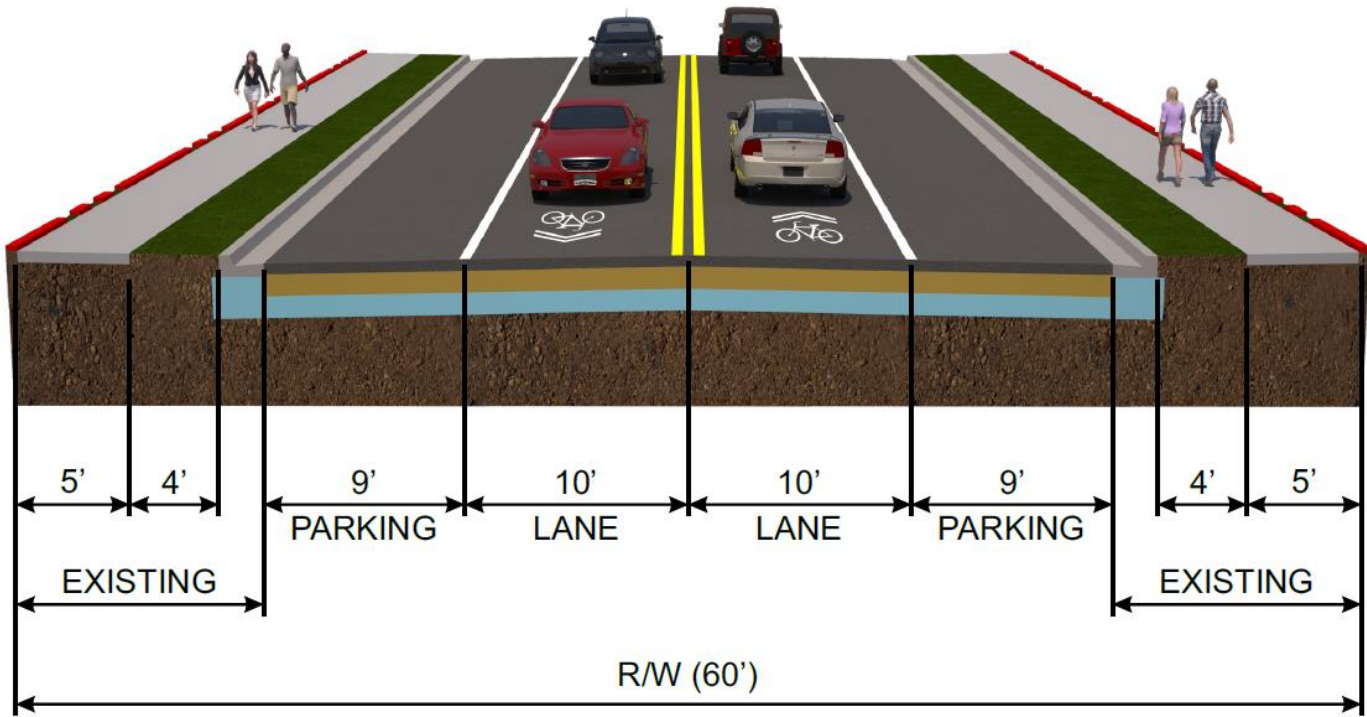 5’ 4’ 9’ 10’ 10’ 9’ 4’ 5’
PARKING LANE LANE PARKING
EXISTING EXISTING
R/W (60’)